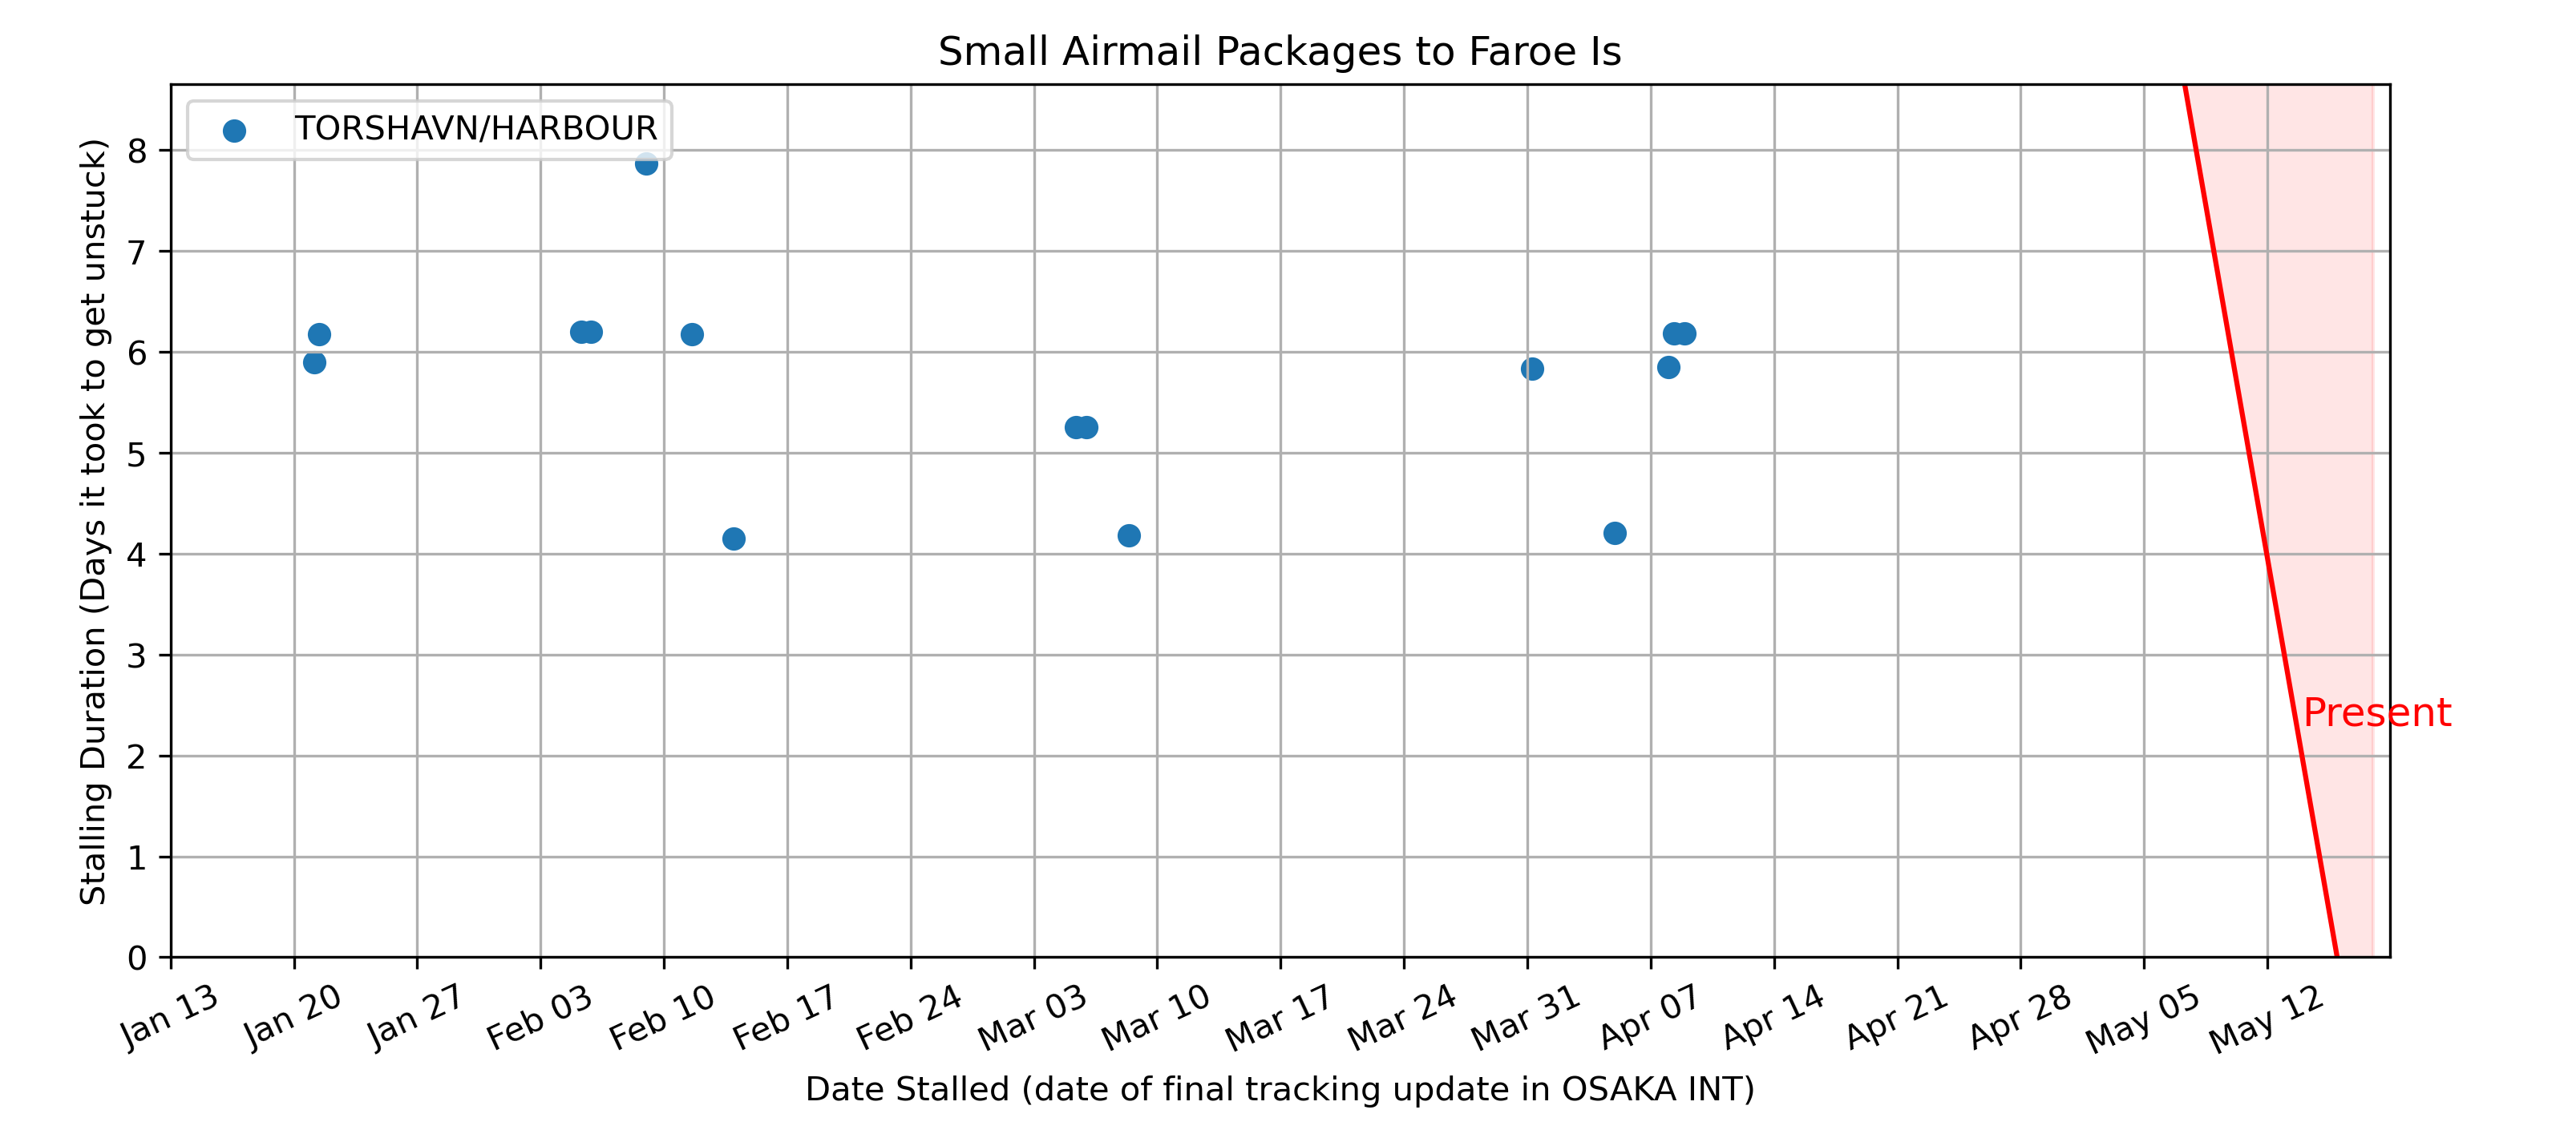 Small Airmail Packages to Faroe Is
TORSHAVN/HARBOUR
Stalling Duration (Days it took to get unstuck)
8
7
6
5
4
3
2
1
0
Present
Jan 13
Jan 20
Jan 27
Feb 03
Feb 10
Feb 17
Feb 24
Mar 03
Mar 10
Mar 17
Mar 24
Mar 31
Apr 07
Apr 14
Apr 21
Apr 28
May 05
May 12
Date Stalled (date of final tracking update in OSAKA INT)